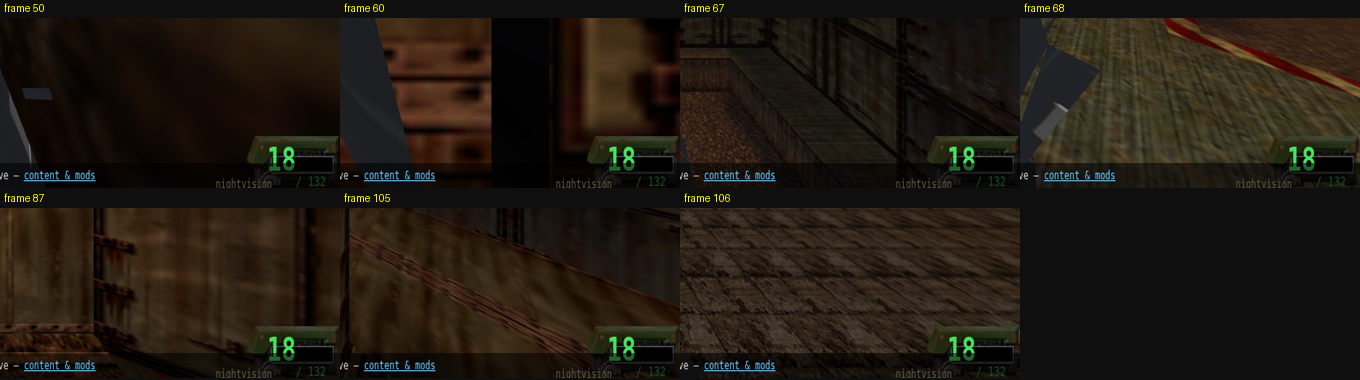 frame 50
frame 60
frame 67
frame 68
18
18
18
18
ve – content & mods
ve – content & mods
ve – content & mods
ve – content & mods
nightvision / 132
nightvision / 132
nightvision / 132
nightvision / 132
frame 87
frame 105
frame 106
18
18
18
ve – content & mods
ve – content & mods
ve – content & mods
nightvision / 132
nightvision / 132
nightvision / 132